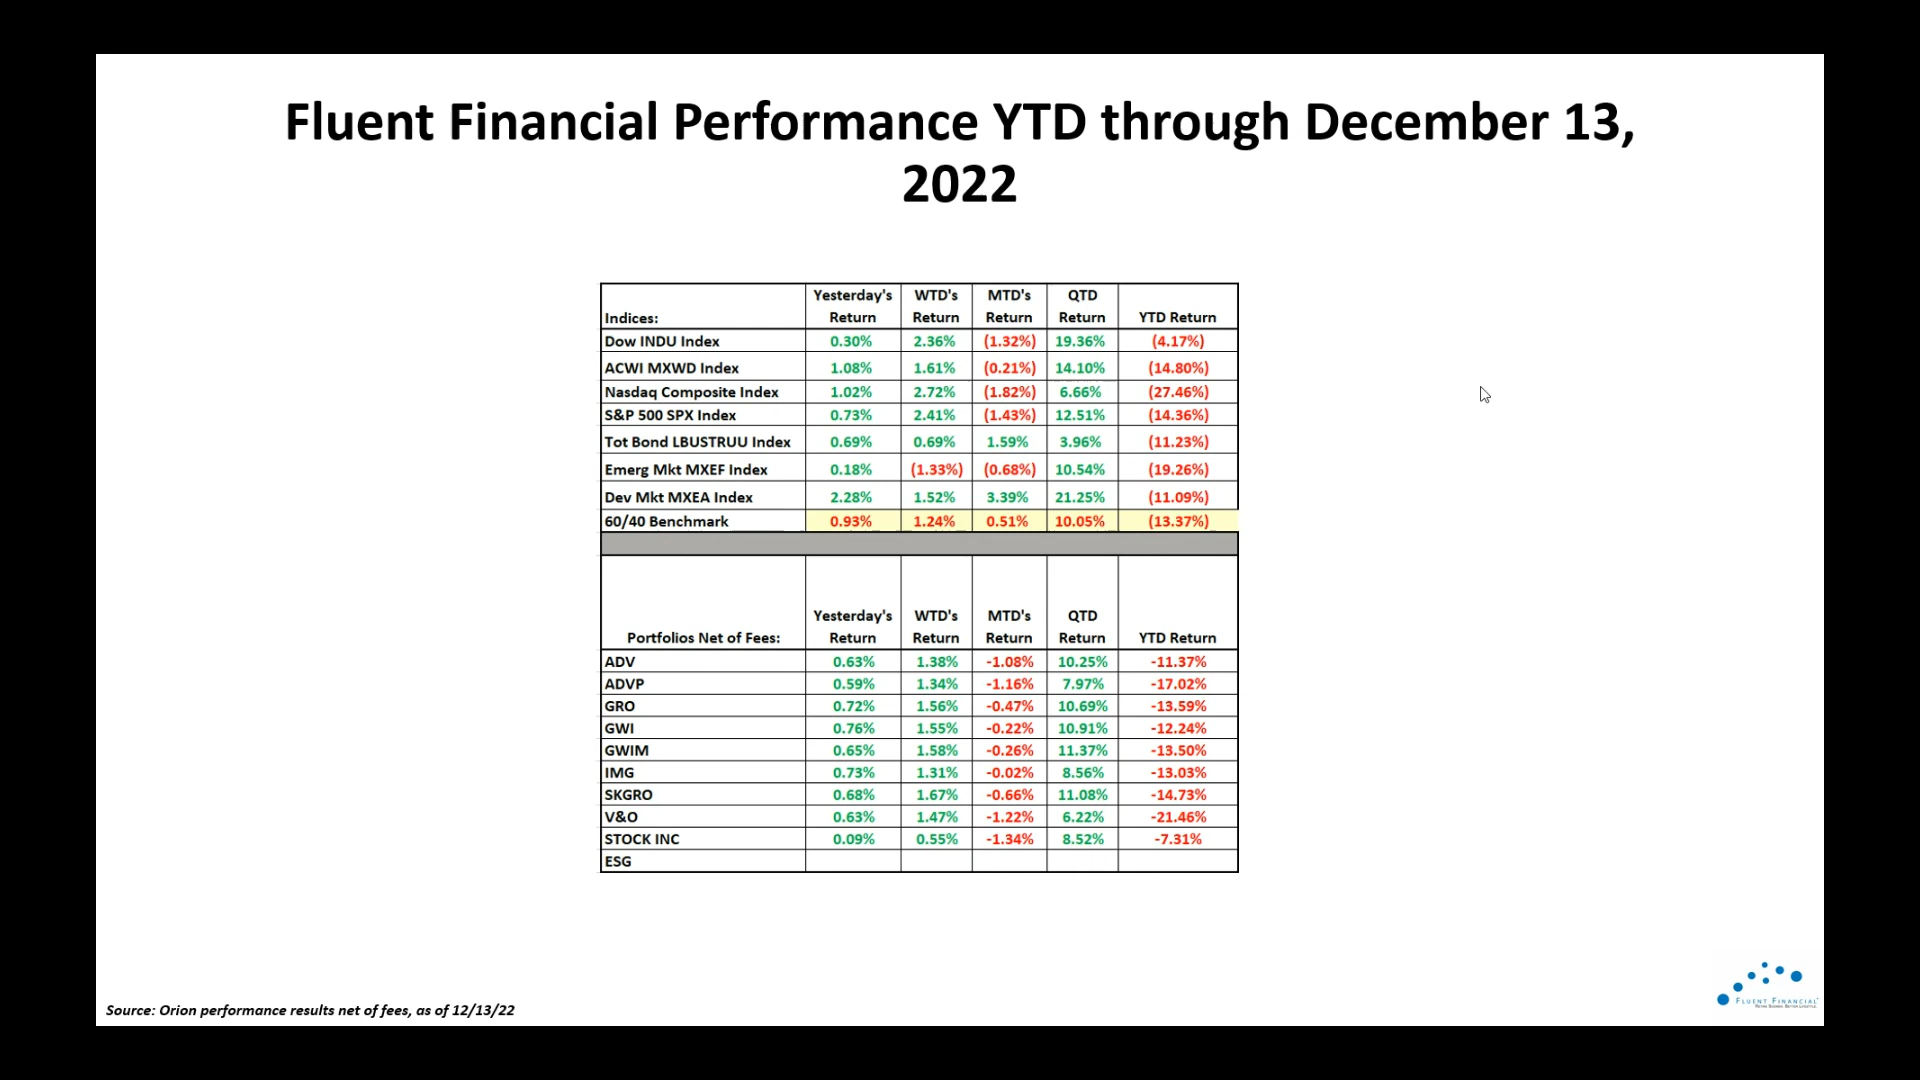 Fluent Financial Performance YTD through December 13,
2022
Indices: Yesterday's Return WTD's Return MTD's Return QTD Return YTD Return
Dow INDU Index 0.30% 2.36% (1.32%) 19.36% (4.17%)
ACWI MXWD Index 1.08% 1.61% (0.21%) 14.10% (14.80%)
Nasdaq Composite Index 1.02% 2.72% (1.82%) 6.66% (27.46%)
S&P 500 SPX Index 0.73% 2.41% (1.43%) 12.51% (14.36%)
Tot Bond LBUSTRUU Index 0.69% 0.69% 1.59% 3.96% (11.23%)
Emerg Mkt MXEF Index 0.18% (1.33%) (0.68%) 10.54% (19.26%)
Dev Mkt MXEA Index 2.28% 1.52% 3.39% 21.25% (11.09%)
60/40 Benchmark 0.93% 1.24% 0.51% 10.05% (13.37%)
Portfolios Net of Fees: Yesterday's Return WTD's Return MTD's Return QTD Return YTD Return
ADV 0.63% 1.38% -1.08% 10.25% -11.37%
ADVP 0.59% 1.34% -1.16% 7.97% -17.02%
GRO 0.72% 1.56% -0.47% 10.69% -13.59%
GWI 0.76% 1.55% -0.22% 10.91% -12.24%
GWIM 0.65% 1.58% -0.26% 11.37% -13.50%
IMG 0.73% 1.31% -0.02% 8.56% -13.03%
SKGRO 0.68% 1.67% -0.66% 11.08% -14.73%
V&O 0.63% 1.47% -1.22% 6.22% -21.46%
STOCK INC 0.09% 0.55% -1.34% 8.52% -7.31%
ESG
Source: Orion performance results net of fees, as of 12/13/22
FLUENT FINANCIAL